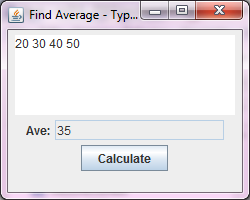 Find Average - Typ...
20 30 40 50
Ave: 35
Calculate